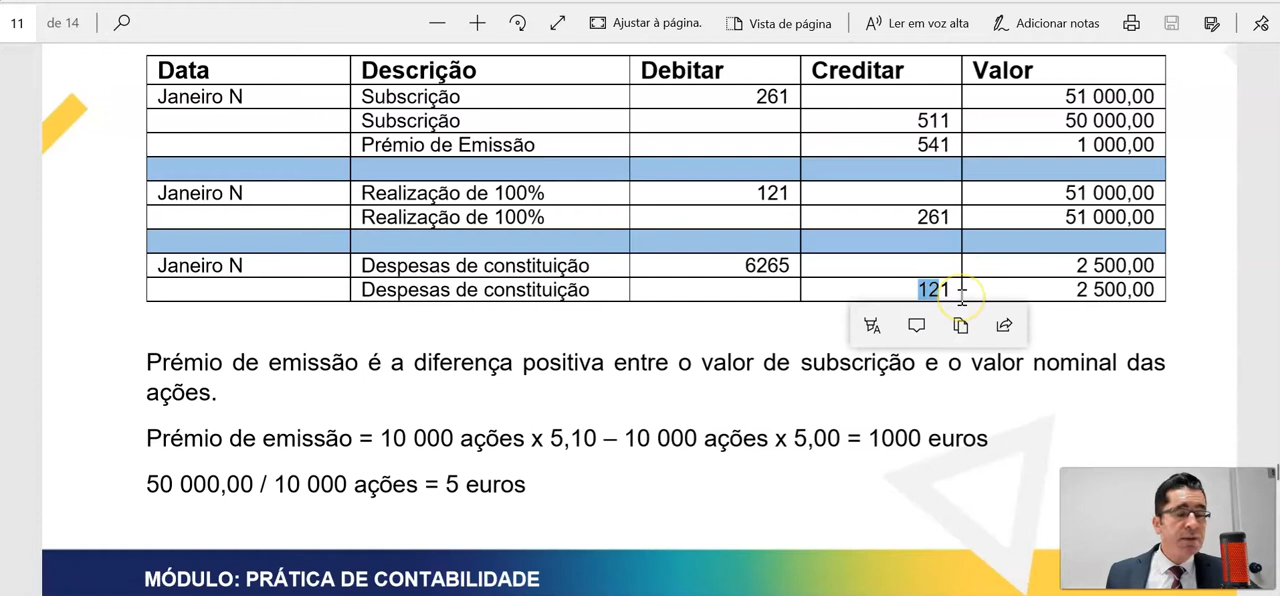 11 de 14 Ajustar à página. Vista de página Ler em voz alta Adicionar notas
Data Descrição Debitar Creditar Valor
Janeiro N Subscrição 261 51 000,00
Subscrição 511 50 000,00
Prémio de Emissão 541 1 000,00
Janeiro N Realização de 100% 121 51 000,00
Realização de 100% 261 51 000,00
Janeiro N Despesas de constituição 6265 2 500,00
Despesas de constituição 121 2 500,00
Prémio de emissão é a diferença positiva entre o valor de subscrição e o valor nominal das
ações.
Prémio de emissão = 10 000 ações x 5,10 – 10 000 ações x 5,00 = 1000 euros
50 000,00 / 10 000 ações = 5 euros
MÓDULO: PRÁTICA DE CONTABILIDADE